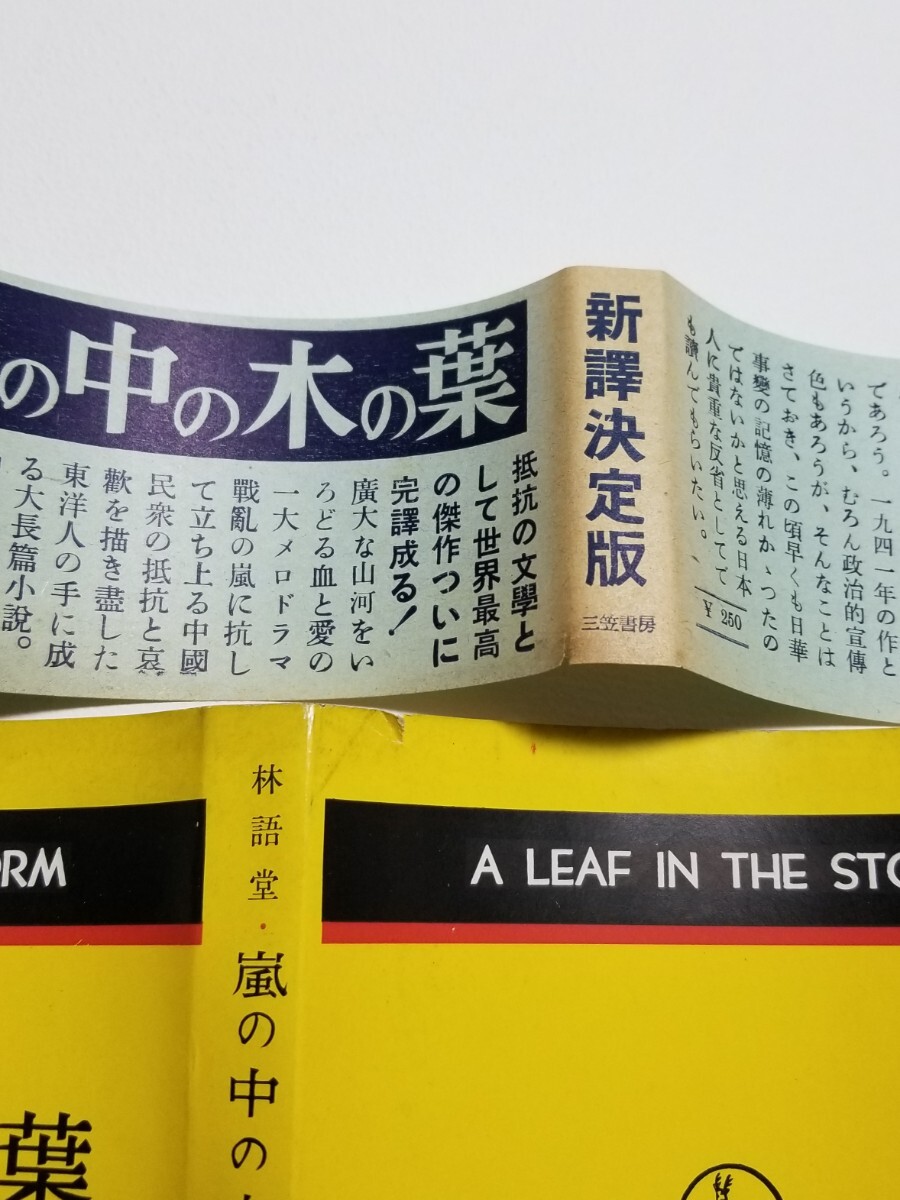 の中の木の葉
抵抗の文學と
して世界最高
の傑作ついに
完譯成る！
廣大な山河をい
ろどる血と愛の
一大メロドラマ
戰亂の嵐に抗し
て立ち上る中國
民衆の抵抗と哀
歡を描き盡した
東洋人の手に成
る大長篇小說。
新譯決定版
三笠書房
であろう。一九四一年の作と
いうから、むろん政治的宣傳
色もあろうが、そんなことは
さておき、この頃早くも日華
事變の記憶の薄れかゝつたの
ではないかと思える日本
人に貴重な反省としてて
も讀んでもらいたい。
¥ 250
ORM
林語堂・嵐の中の
A LEAF IN THE STO
葉